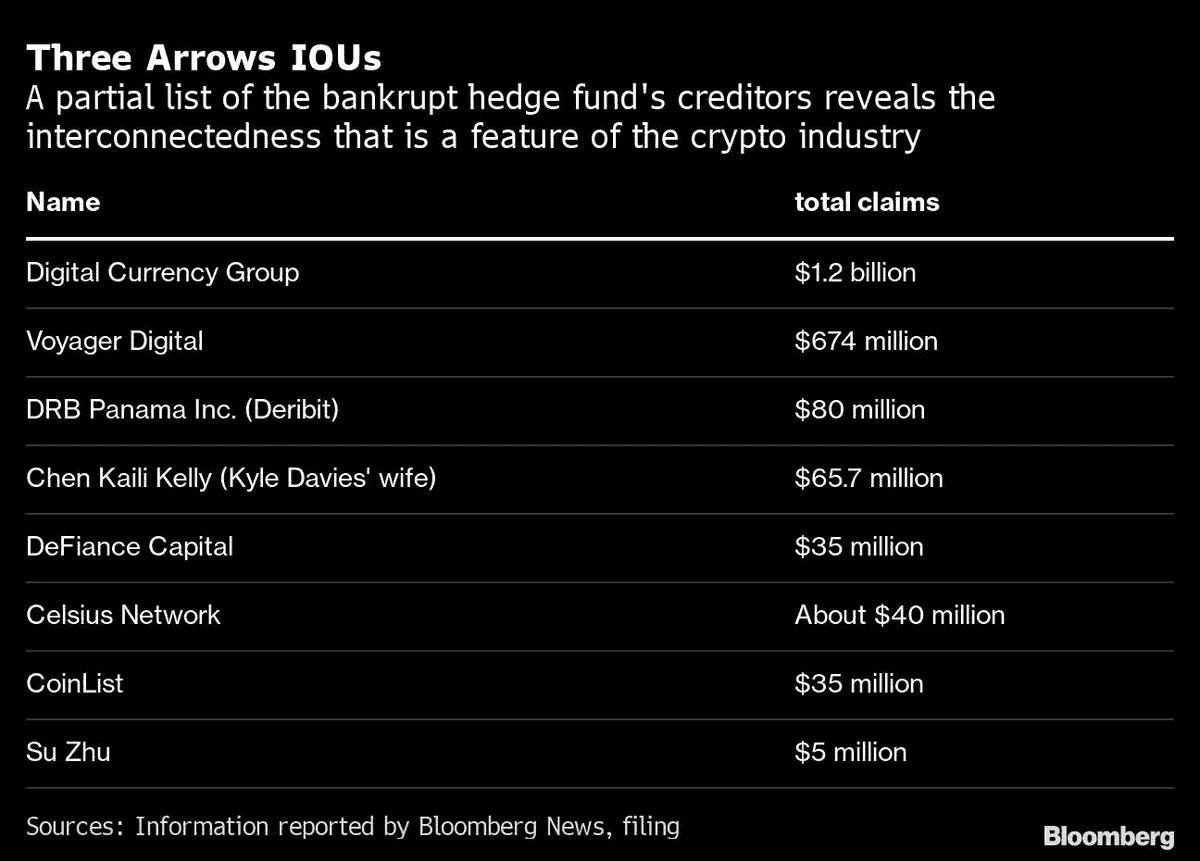 Three Arrows IOUs
A partial list of the bankrupt hedge fund's creditors reveals the
interconnectedness that is a feature of the crypto industry
Name total claims
Digital Currency Group $1.2 billion
Voyager Digital $674 million
DRB Panama Inc. (Deribit) $80 million
Chen Kaili Kelly (Kyle Davies' wife) $65.7 million
DeFiance Capital $35 million
Celsius Network About $40 million
CoinList $35 million
Su Zhu $5 million
Sources: Information reported by Bloomberg News, filing
Bloomberg